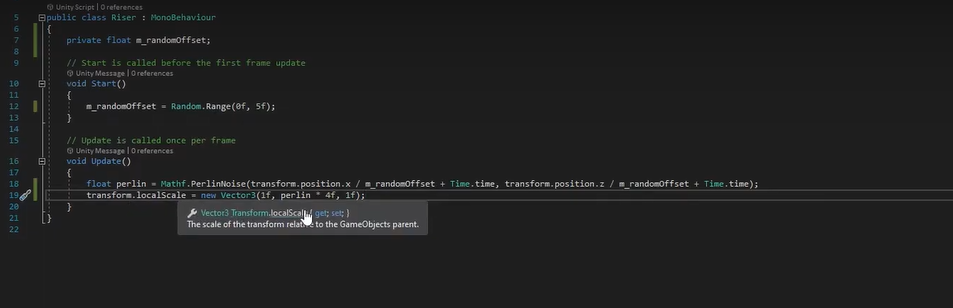 Unity Script | 0 references
5 public class Riser : MonoBehaviour
6 {
7 private float m_randomOffset;
8
9 // Start is called before the first frame update
Unity Message | 0 references
10 void Start()
11 {
12 m_randomOffset = Random.Range(0f, 5f);
13 }
14
15 // Update is called once per frame
Unity Message | 0 references
16 void Update()
17 {
18 float perlin = Mathf.PerlinNoise(transform.position.x / m_randomOffset + Time.time, transform.position.z / m_randomOffset + Time.time);
19 transform.localScale = new Vector3(1f, perlin * 4f, 1f);
20 }
Vector3 Transform.localScale { get; set; }
The scale of the transform relative to the GameObjects parent.
21 }
22